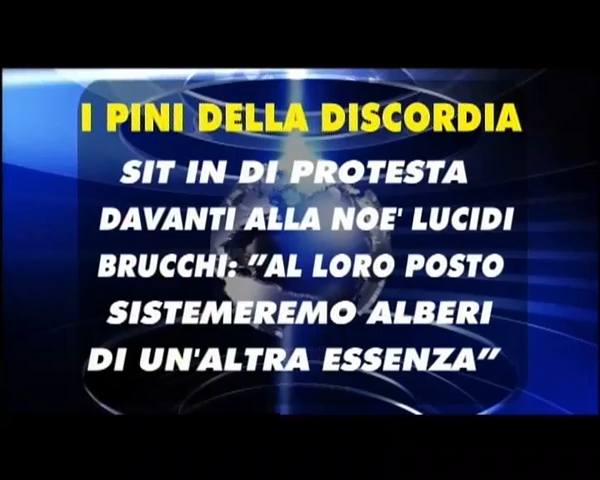 I PINI DELLA DISCORDIA
SIT IN DI PROTESTA
DAVANTI ALLA NOE' LUCIDI
BRUCCHI: "AL LORO POSTO
SISTEMEREMO ALBERI
DI UN'ALTRA ESSENZA"